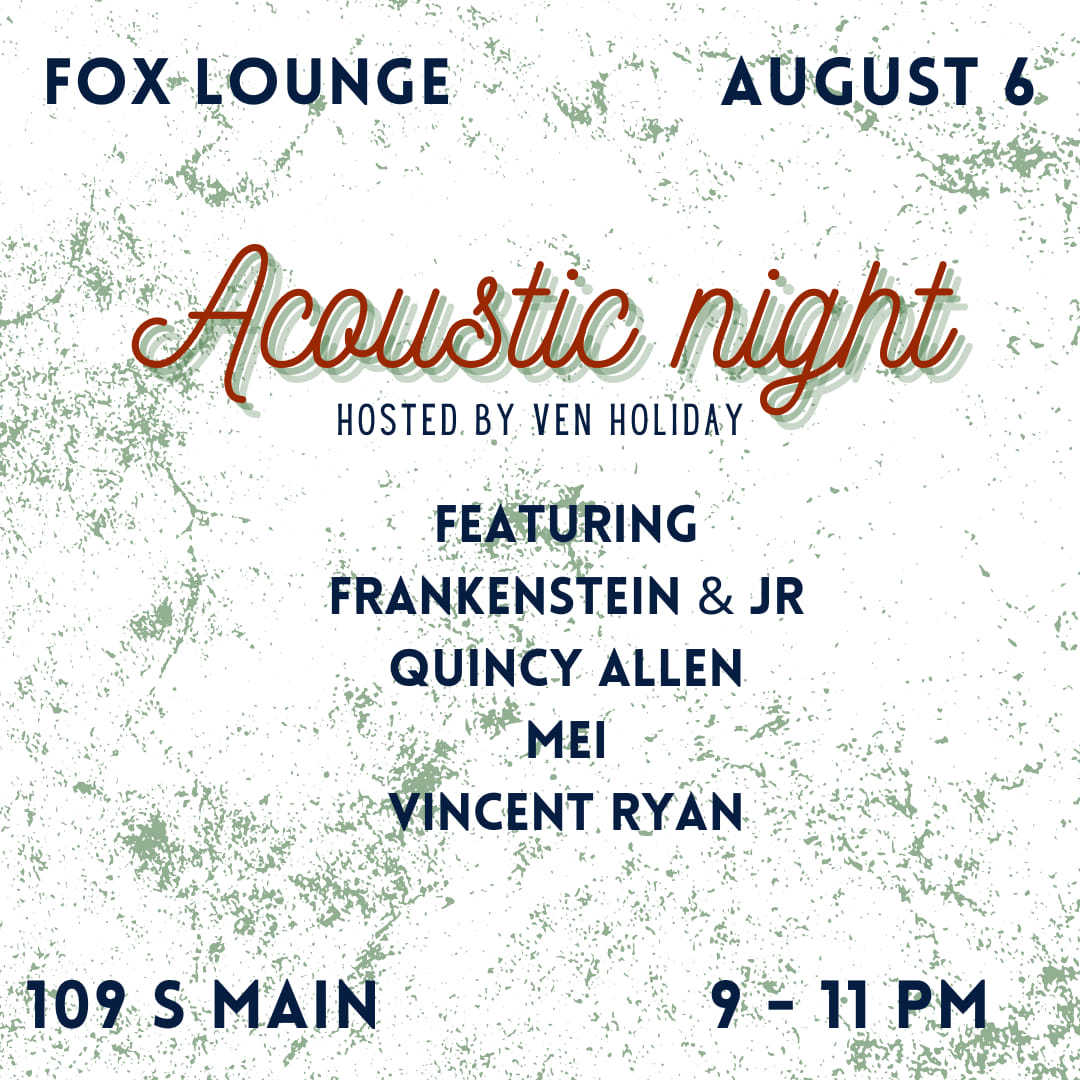 FOX LOUNGE
AUGUST 6
Acoustic night
HOSTED BY VEN HOLIDAY
FEATURING
FRANKENSTEIN & JR
QUINCY ALLEN
MEI
VINCENT RYAN
109 S MAIN
9 - 11 PM